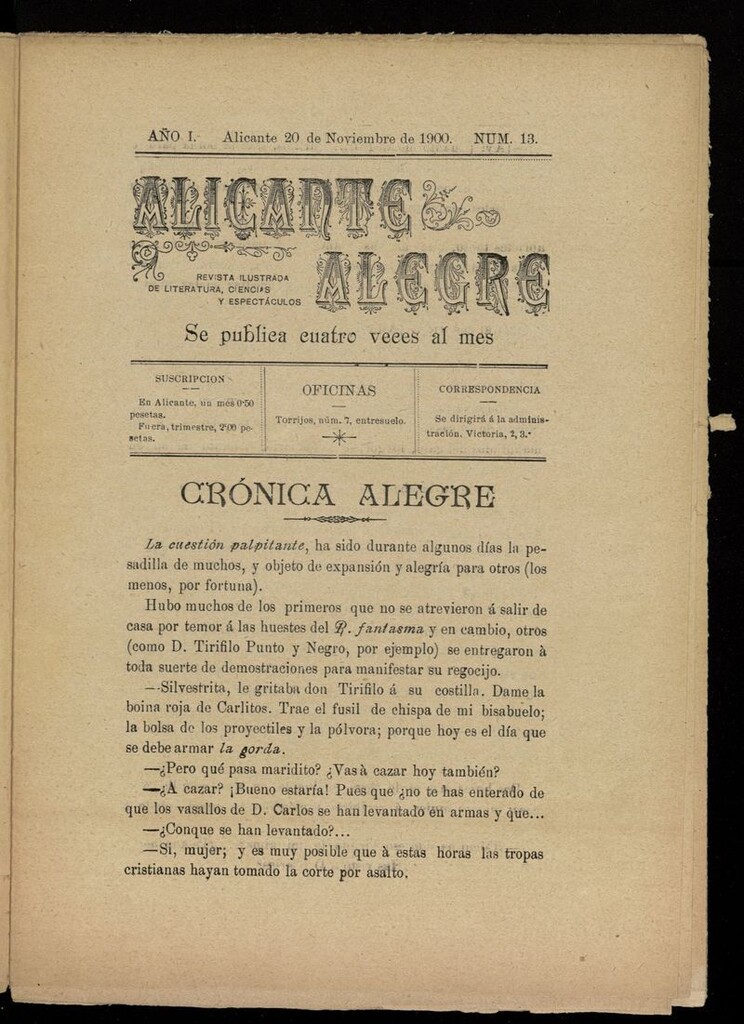 AÑO I. Alicante 20 de Noviembre de 1900. NUM. 13.
ALICANTE
ALEGRE
REVISTA ILUSTRADA
DE LITERATURA, CIENCIAS
Y ESPECTÁCULOS
Se publica cuatro veces al mes
SUSCRIPCION
En Alicante, un més 0'50
pesetas.
Fuera, trimestre, 2'00 pe-
setas.
OFICINAS
Torrijos, núm. 7, entresuelo.
CORRESPONDENCIA
Se dirigirá á la adminis-
tración, Victoria, 2, 3.º
CRÓNICA ALEGRE
La cuestión palpitante, ha sido durante algunos días la pe-
sadilla de muchos, y objeto de expansión y alegría para otros (los
menos, por fortuna).
Hubo muchos de los primeros que no se atrevieron á salir de
casa por temor á las huestes del P. fantasma y en cambio, otros
(como D. Tirifilo Punto y Negro, por ejemplo) se entregaron à
toda suerte de demostraciones para manifestar su regocijo.
—Silvestrita, le gritaba don Tirifilo á su costilla. Dame la
boina roja de Carlitos. Trae el fusil de chispa de mi bisabuelo;
la bolsa de los proyectiles y la pólvora; porque hoy es el día que
se debe armar la gorda.
—¿Pero qué pasa maridito? ¿Vas à cazar hoy también?
—¿A cazar? ¡Bueno estaría! Pues que ¿no te has enterado de
que los vasallos de D. Carlos se han levantado en armas y que...
—¿Conque se han levantado?...
—Si, mujer; y es muy posible que à estas horas las tropas
cristianas hayan tomado la corte por asalto.